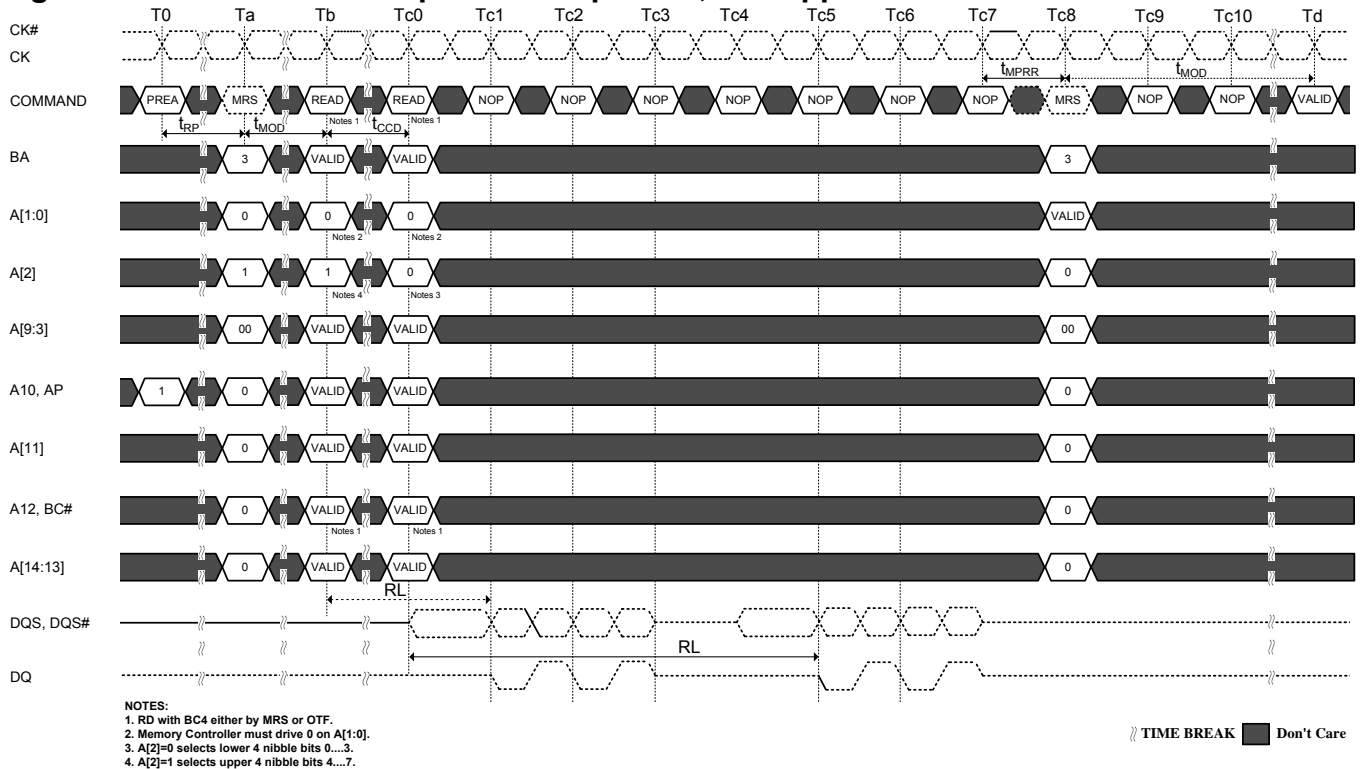 T0 Ta Tb Tc0 Tc1 Tc2 Tc3 Tc4 Tc5 Tc6 Tc7 Tc8 Tc9 Tc10 Td
CK#
CK
tMPRR tMOD
COMMAND PREA MRS READ READ NOP NOP NOP NOP NOP NOP NOP MRS NOP NOP VALID
Notes 1 Notes 1
tRP tMOD tCCD
BA 3 VALID VALID 3
A[1:0] 0 0 0 VALID
Notes 2 Notes 2
A[2] 1 1 0 0
Notes 4 Notes 3
A[9:3] 00 VALID VALID 00
A10, AP 1 0 VALID VALID 0
A[11] 0 VALID VALID 0
A12, BC# 0 VALID VALID 0
Notes 1 Notes 1
A[14:13] 0 VALID VALID 0
RL
DQS, DQS#
RL
DQ
NOTES:
1. RD with BC4 either by MRS or OTF.
2. Memory Controller must drive 0 on A[1:0].
3. A[2]=0 selects lower 4 nibble bits 0....3.
4. A[2]=1 selects upper 4 nibble bits 4....7.
TIME BREAK Don't Care